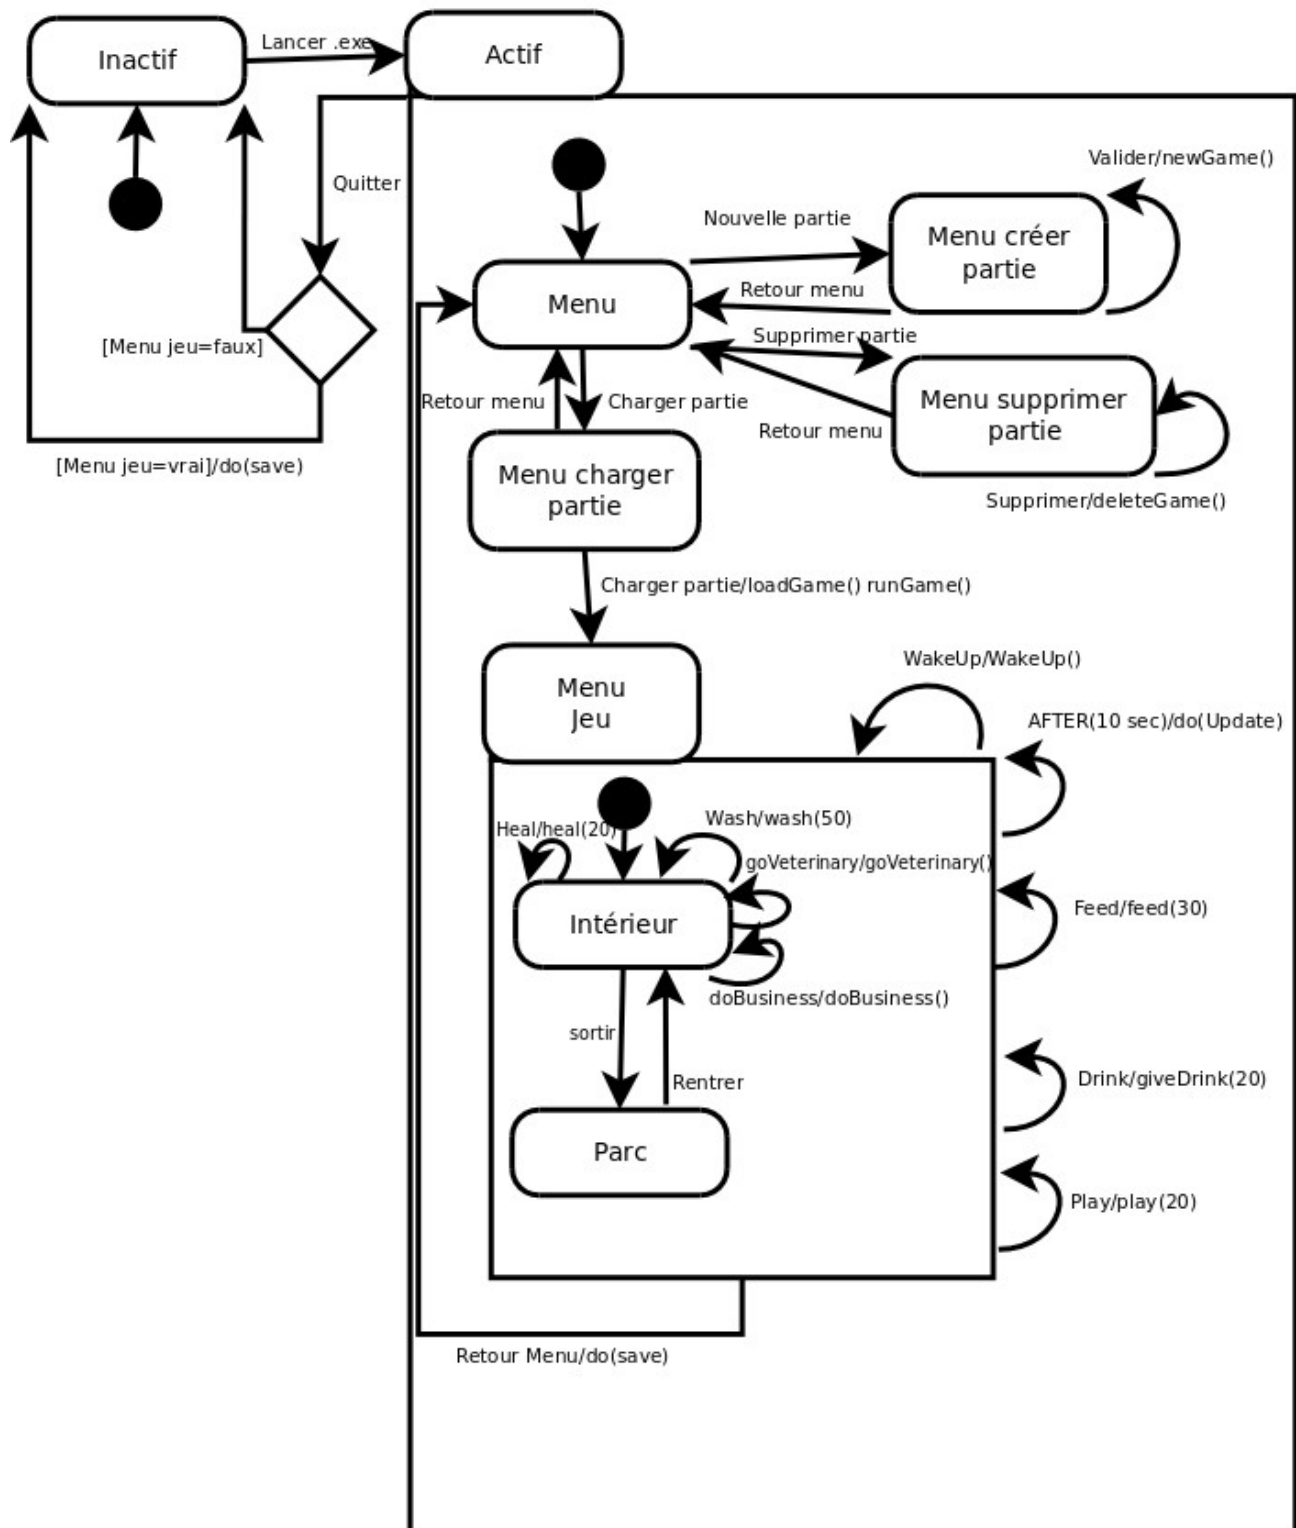 Inactif
Lancer .exe
Actif
Quitter
[Menu jeu=faux]
[Menu jeu=vrai]/do(save)
Valider/newGame()
Nouvelle partie
Menu créer
partie
Retour menu
Menu
Supprimer partie
Menu supprimer
partie
Retour menu
Supprimer/deleteGame()
Retour menu
Charger partie
Menu charger
partie
Charger partie/loadGame() runGame()
Menu
Jeu
WakeUp/WakeUp()
AFTER(10 sec)/do(Update)
Heal/heal(20)
Wash/wash(50)
goVeterinary/goVeterinary()
Feed/feed(30)
Intérieur
doBusiness/doBusiness()
sortir
Rentrer
Drink/giveDrink(20)
Parc
Play/play(20)
Retour Menu/do(save)